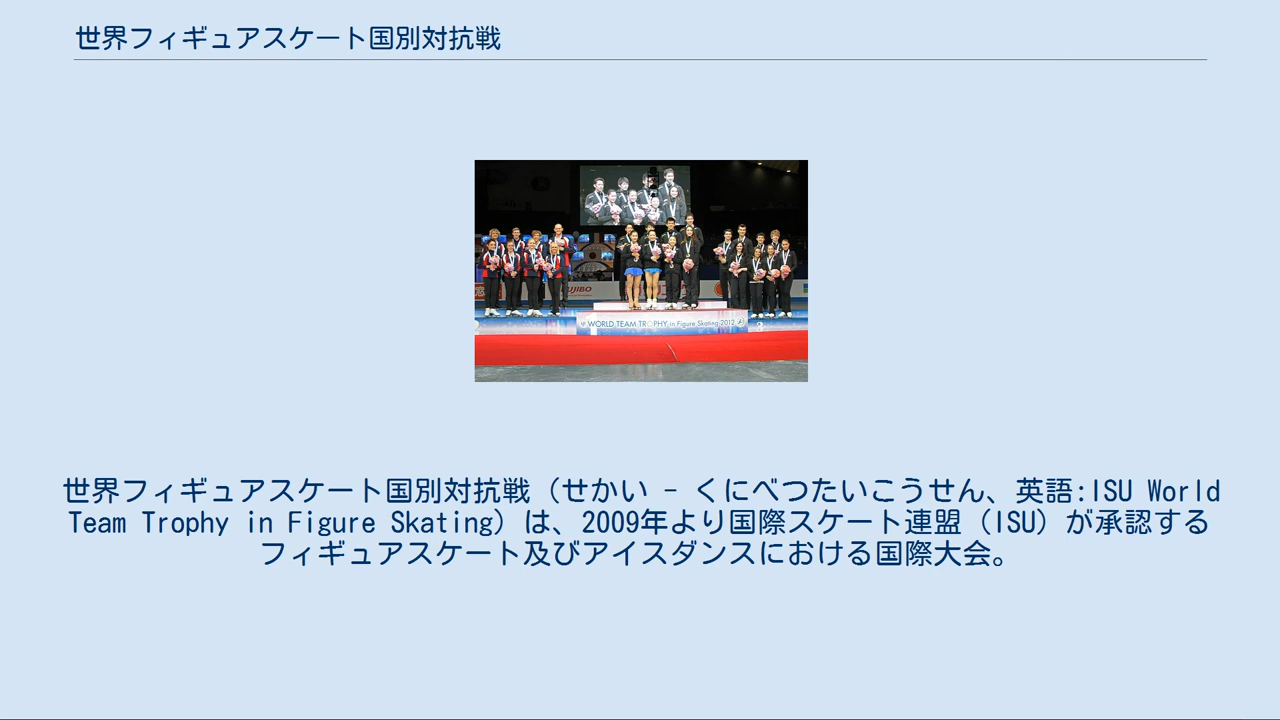 世界フィギュアスケート国別対抗戦
FUJIBO
WORLD TEAM TROPHY in Figure Skating 2012
世界フィギュアスケート国別対抗戦（せかい - くにべつたいこうせん、英語:ISU World
Team Trophy in Figure Skating）は、2009年より国際スケート連盟（ISU）が承認する
フィギュアスケート及びアイスダンスにおける国際大会。